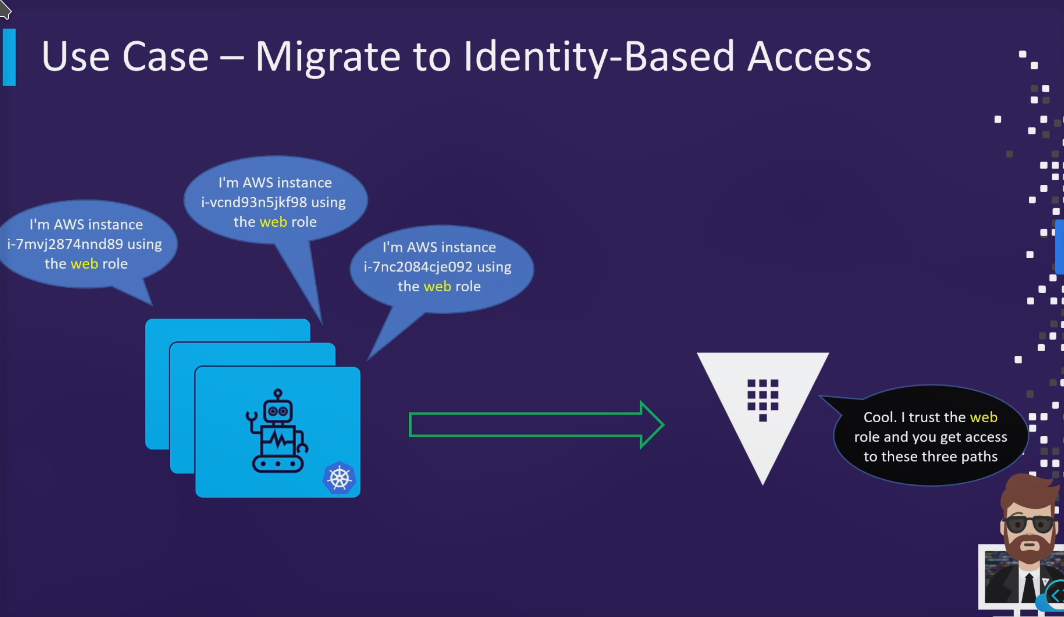 Use Case – Migrate to Identity-Based Access
I'm AWS instance
i-vcnd93n5jkf98 using
the web role
I'm AWS instance
i-7mvj2874nnd89 using
the web role
I'm AWS instance
i-7nc2084cje092 using
the web role
Cool. I trust the web
role and you get access
to these three paths